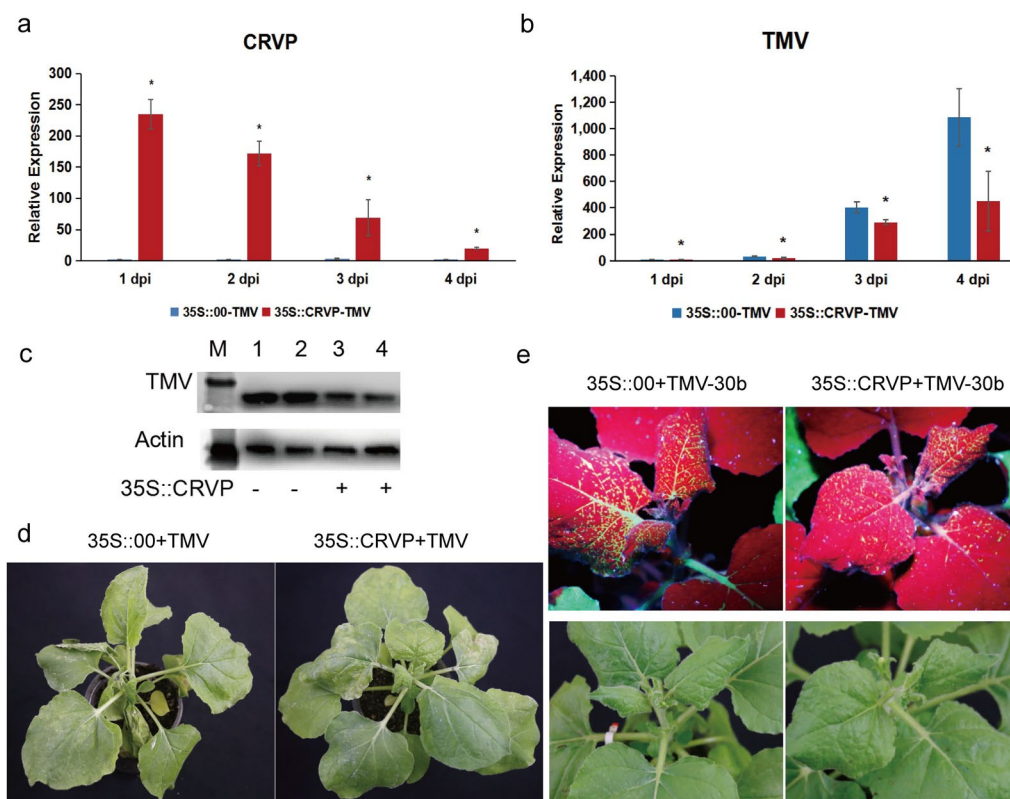 a
CRVP
Relative Expression
300
250
200
150
100
50
0
*
*
*
*
1 dpi 2 dpi 3 dpi 4 dpi
35S::00-TMV 35S::CRVP-TMV
b
TMV
Relative Expression
1,400
1,200
1,000
800
600
400
200
0
*
*
*
*
1 dpi 2 dpi 3 dpi 4 dpi
35S::00-TMV 35S::CRVP-TMV
c
M 1 2 3 4
TMV
Actin
35S::CRVP - - + +
d
35S::00+TMV 35S::CRVP+TMV
e
35S::00+TMV-30b 35S::CRVP+TMV-30b